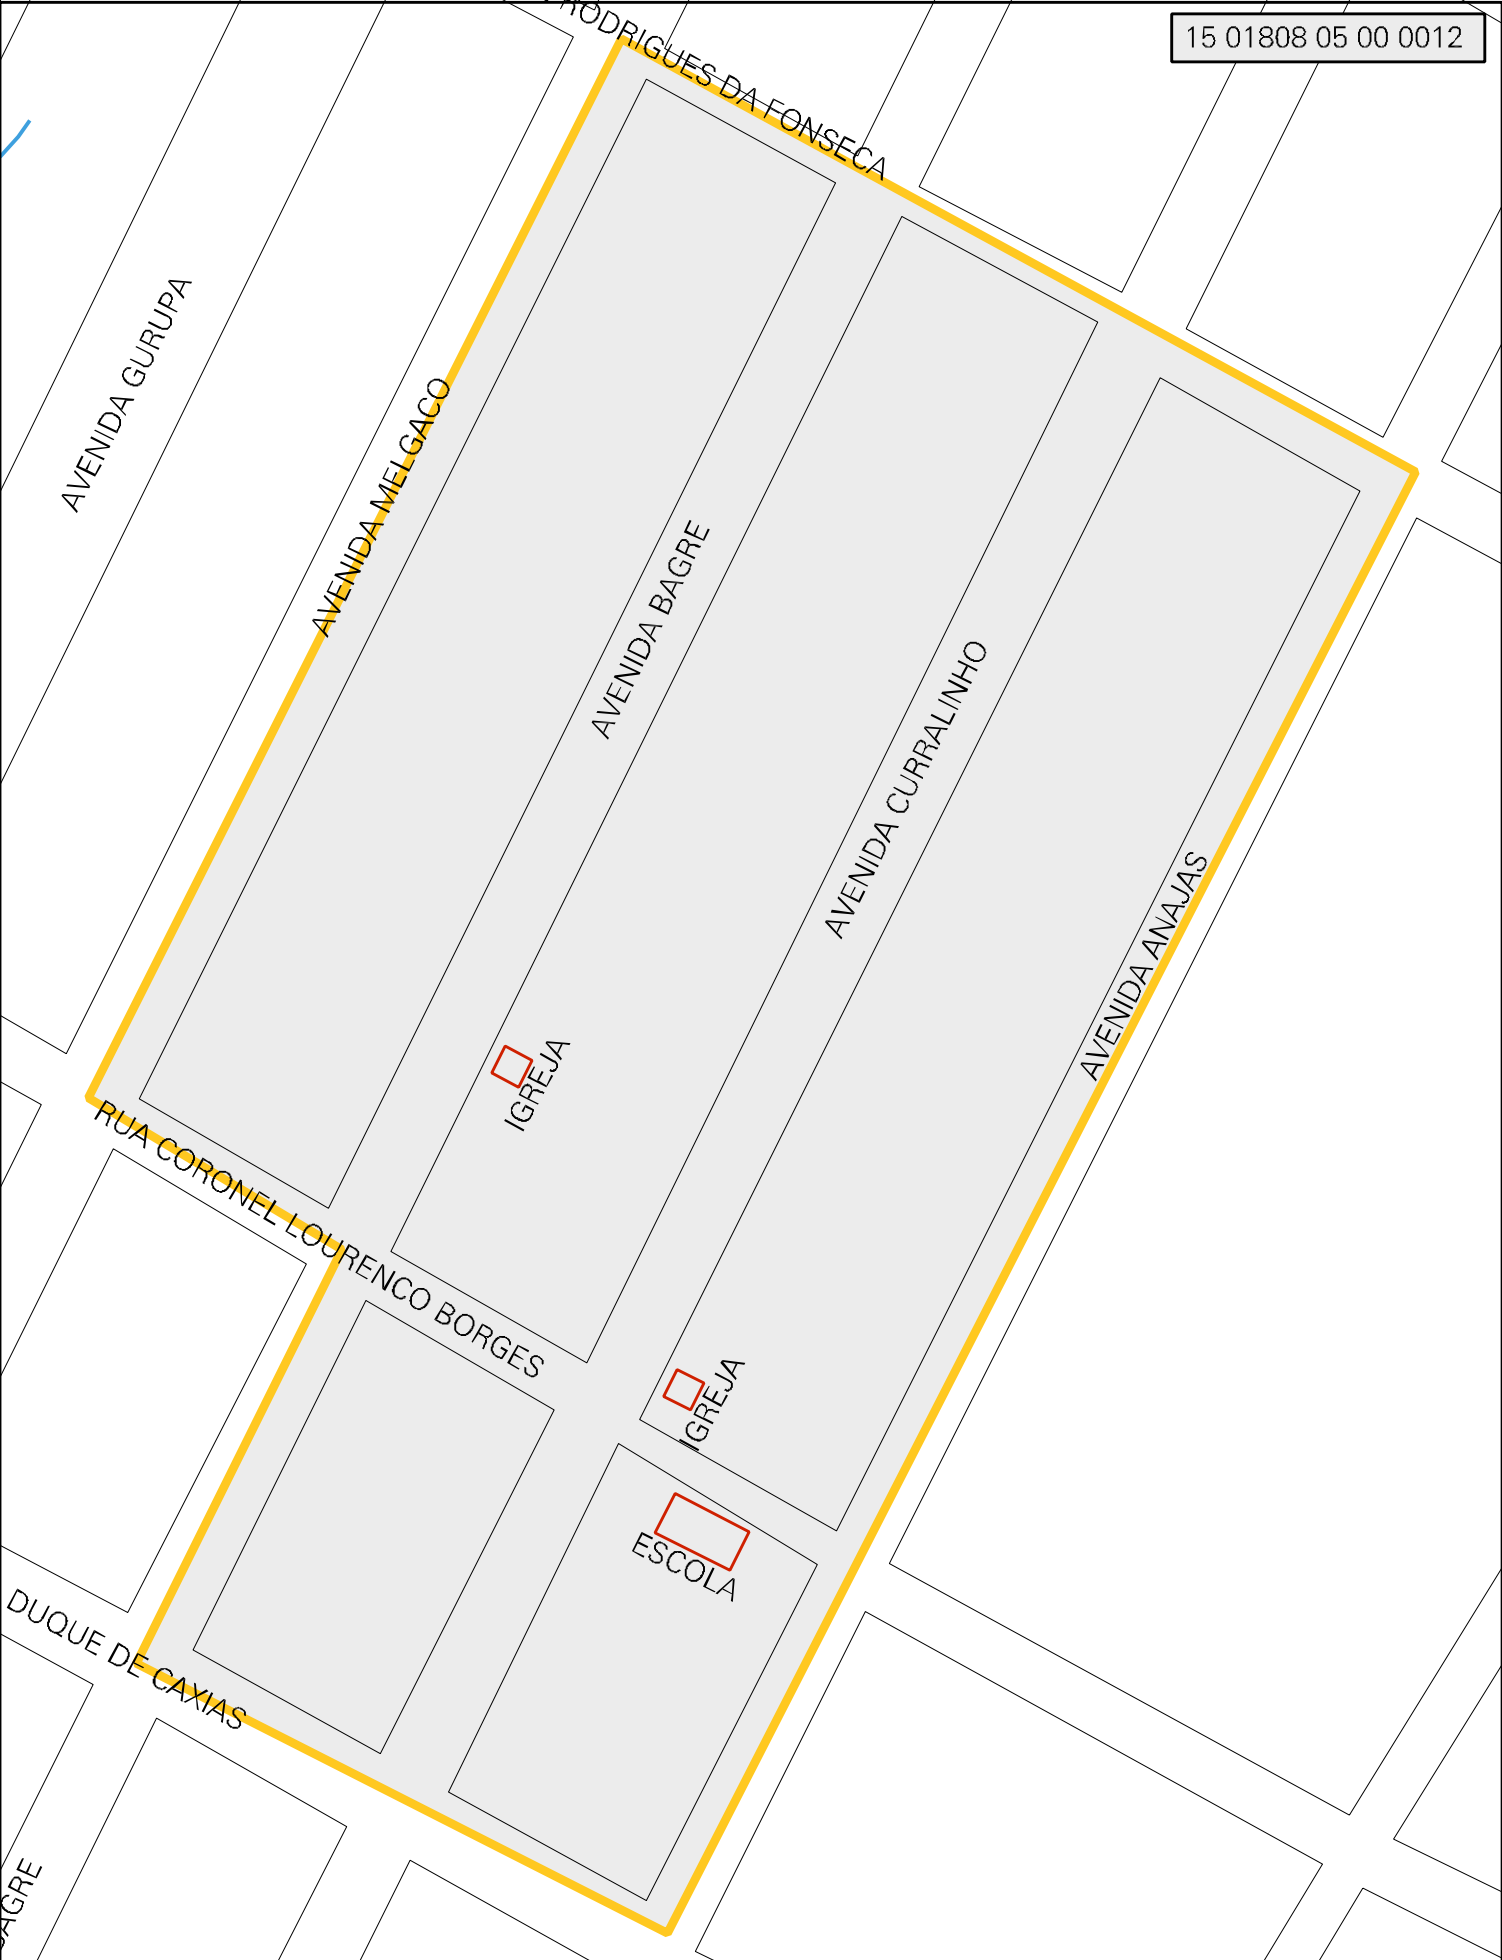 15 01808 05 00 0012
RODRIGUES DA FONSECA
AVENIDA GURUPA
AVENIDA MELGACO
AVENIDA BAGRE
AVENIDA CURRALINHO
AVENIDA ANAJAS
IGREJA
RUA CORONEL LOURENCO BORGES
IGREJA
ESCOLA
DUQUE DE CAXIAS
AGRE